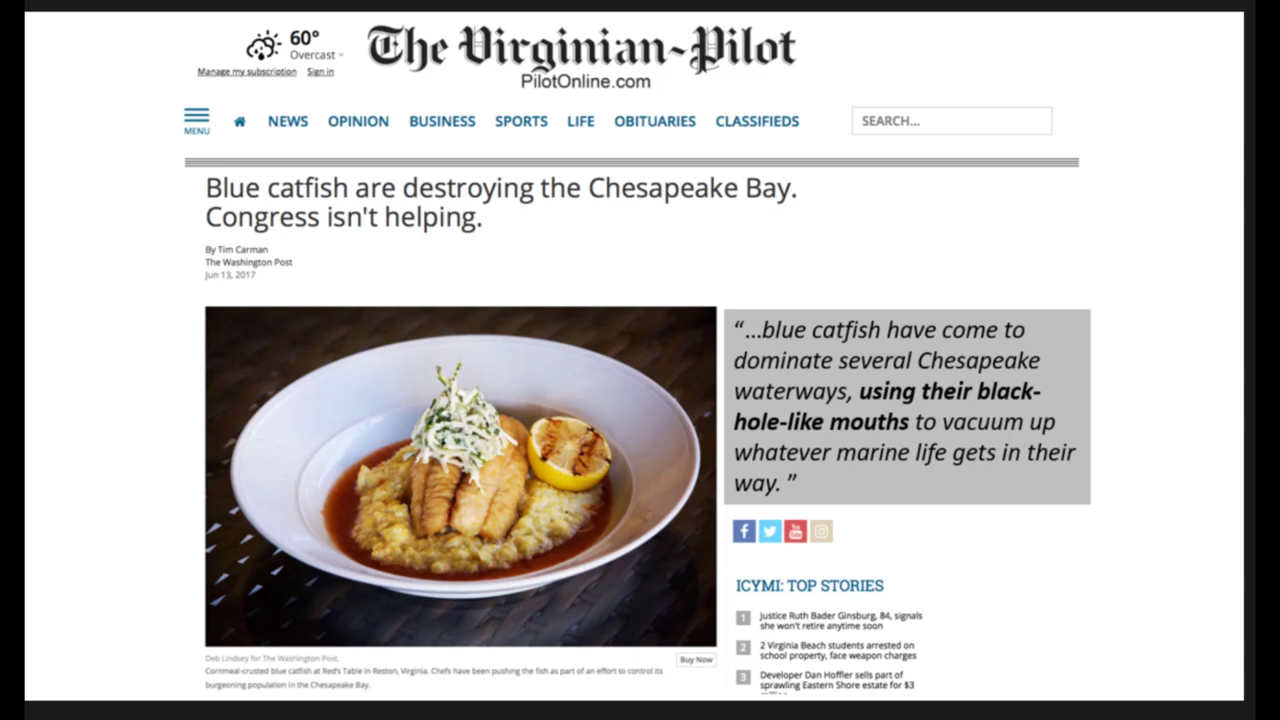 60°
Overcast
Manage my subscription Sign in
The Virginian-Pilot
PilotOnline.com
MENU
NEWS OPINION BUSINESS SPORTS LIFE OBITUARIES CLASSIFIEDS
SEARCH...
Blue catfish are destroying the Chesapeake Bay.
Congress isn't helping.
By Tim Carman
The Washington Post
Jun 13, 2017
“…blue catfish have come to
dominate several Chesapeake
waterways, using their black-
hole-like mouths to vacuum up
whatever marine life gets in their
way. ”
f
You
Tube
ICYMI: TOP STORIES
1 Justice Ruth Bader Ginsburg, 84, signals
she won't retire anytime soon
2 2 Virginia Beach students arrested on
school property, face weapon charges
3 Developer Dan Hoffler sells part of
sprawling Eastern Shore estate for $3
Deb Lindsey for The Washington Post.
Buy Now
Cornmeal-crusted blue catfish at Red's Table in Reston, Virginia. Chefs have been pushing the fish as part of an effort to control its
burgeoning population in the Chesapeake Bay.